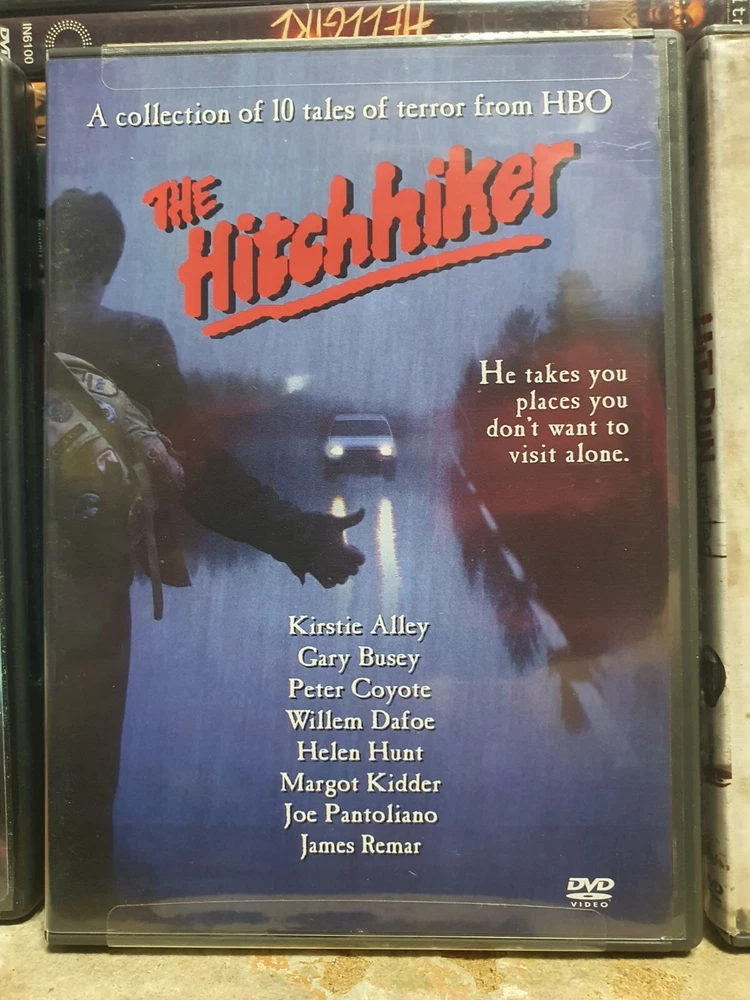 HELLGIRL
IN6100
A collection of 10 tales of terror from HBO
THE
Hitchhiker
He takes you
places you
don't want to
visit alone.
Kirstie Alley
Gary Busey
Peter Coyote
Willem Dafoe
Helen Hunt
Margot Kidder
Joe Pantoliano
James Remar
DVD
VIDEO